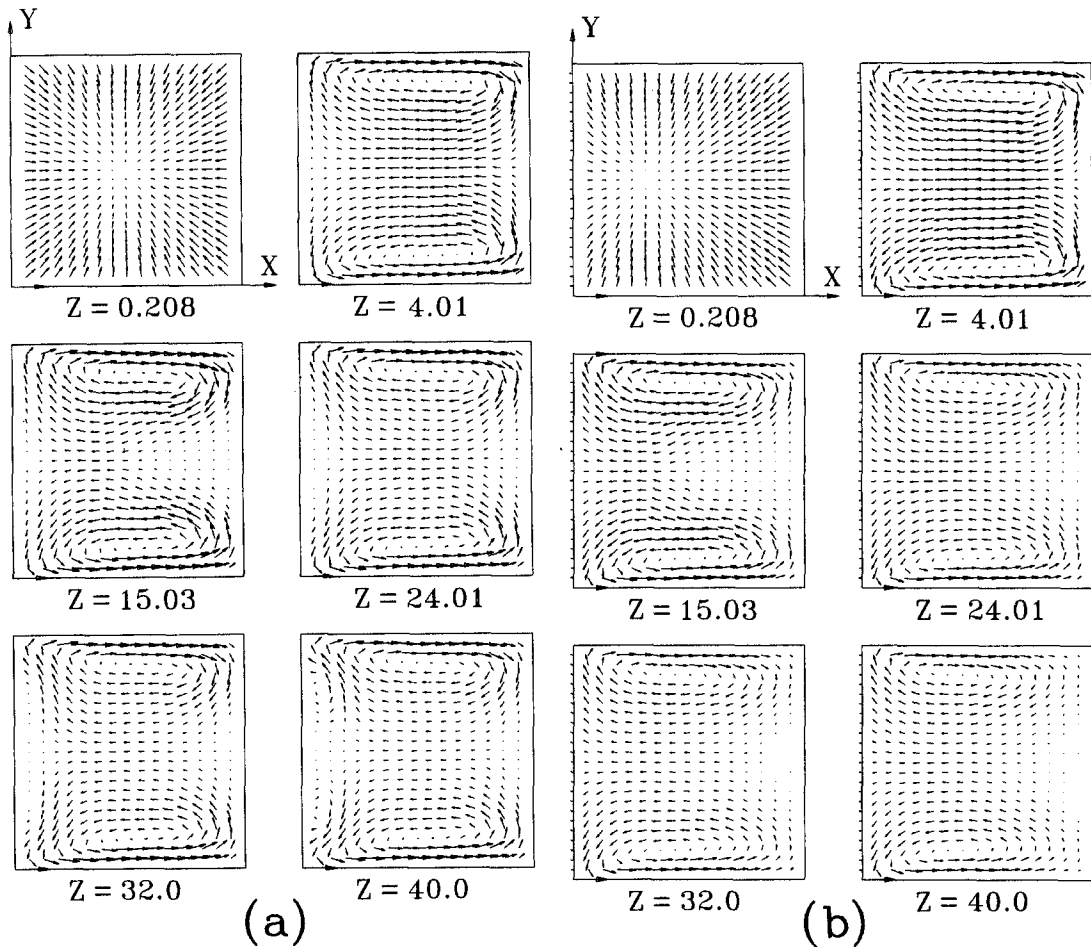 Y
X
Z = 0.208
Z = 4.01
Z = 15.03
Z = 24.01
Z = 32.0
Z = 40.0
(a)
Y
X
Z = 0.208
Z = 4.01
Z = 15.03
Z = 24.01
Z = 32.0
Z = 40.0
(b)